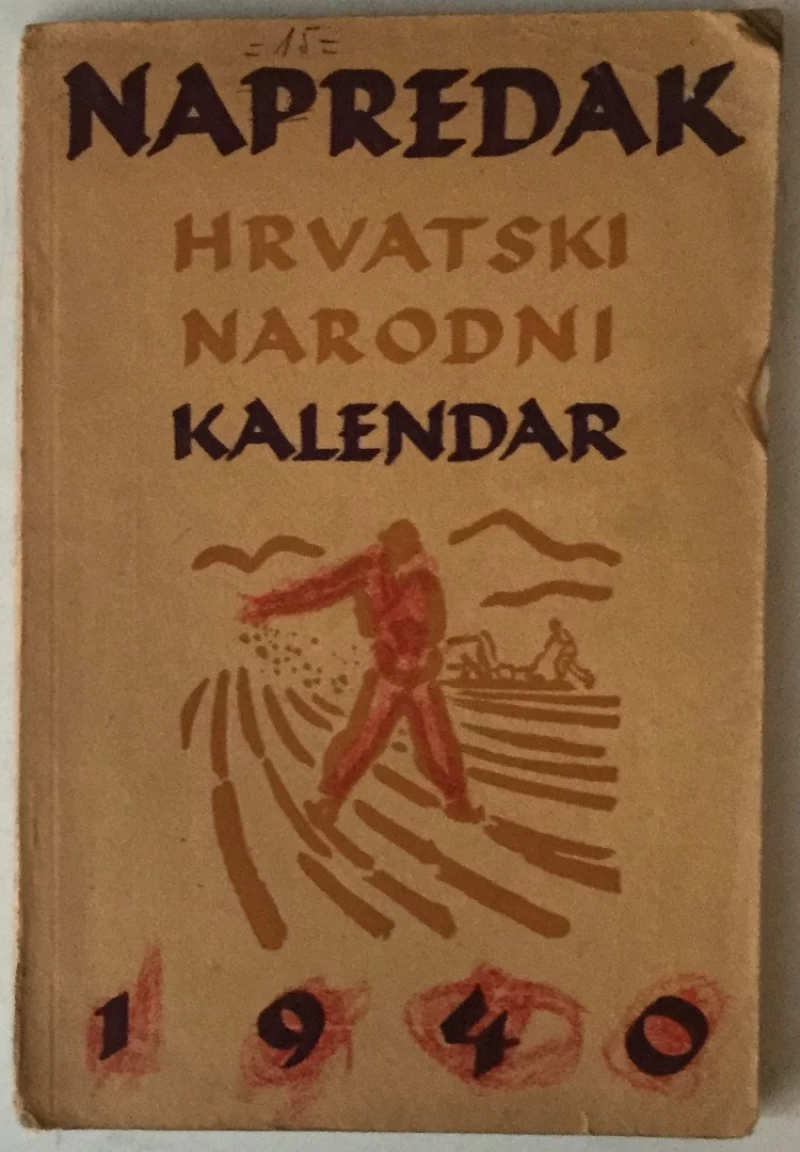 =15=
NAPREDAK
HRVATSKI
NARODNI
KALENDAR
1940